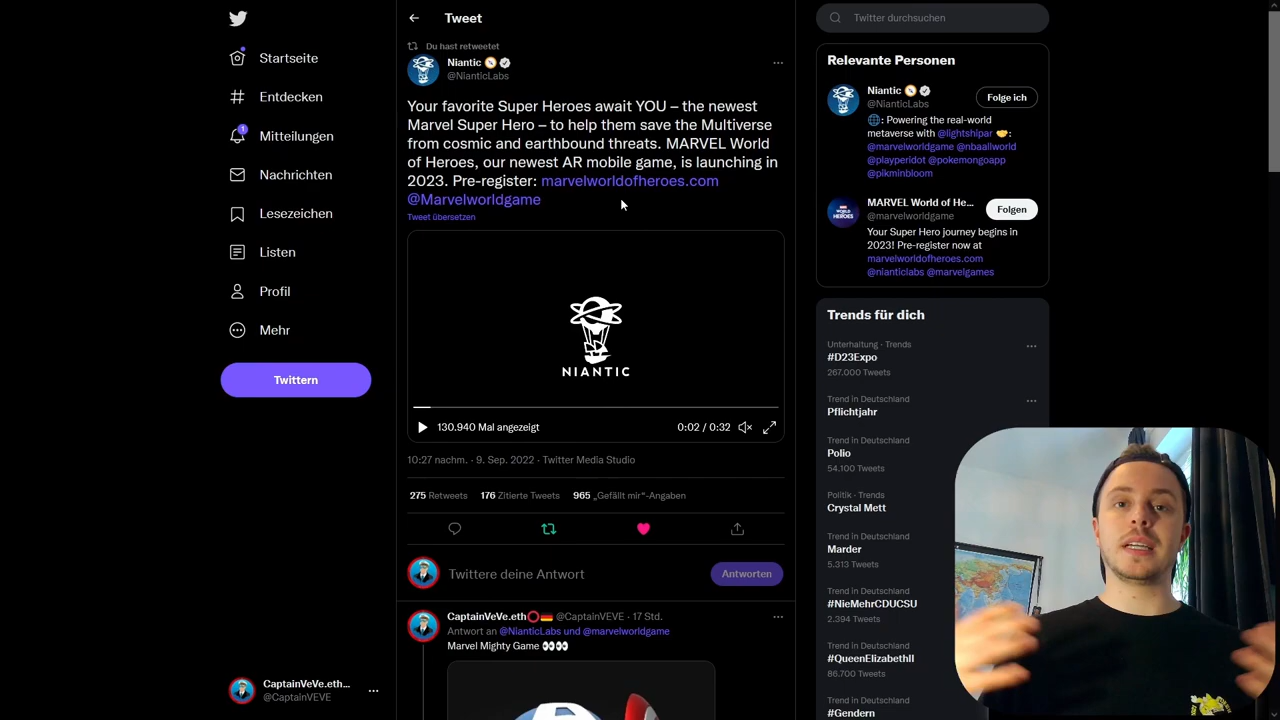 Startseite
Entdecken
1
Mitteilungen
Nachrichten
Lesezeichen
Listen
Profil
Mehr
Twittern
CaptainVeVe.eth...
@CaptainVEVE
Tweet
Du hast retweetet
Niantic
@NianticLabs
Your favorite Super Heroes await YOU – the newest
Marvel Super Hero – to help them save the Multiverse
from cosmic and earthbound threats. MARVEL World
of Heroes, our newest AR mobile game, is launching in
2023. Pre-register: marvelworldofheroes.com
@Marvelworldgame
Tweet übersetzen
NIANTIC
130.940 Mal angezeigt
0:02 / 0:32
10:27 nachm. · 9. Sep. 2022 · Twitter Media Studio
275 Retweets 176 Zitierte Tweets 965 „Gefällt mir“-Angaben
Twittere deine Antwort
Antworten
CaptainVeVe.eth @CaptainVEVE · 17 Std.
Antwort an @NianticLabs und @marvelworldgame
Marvel Mighty Game
Twitter durchsuchen
Relevante Personen
Niantic
@NianticLabs
Folge ich
: Powering the real-world
metaverse with @lightshipar :
@marvelworldgame @nbaallworld
@playperidot @pokemongoapp
@pikminbloom
MARVEL World of He...
@marvelworldgame
Folgen
Your Super Hero journey begins in
2023! Pre-register now at
marvelworldofheroes.com
@nianticlabs @marvelgames
Trends für dich
Unterhaltung · Trends
#D23Expo
267.000 Tweets
Trend in Deutschland
Pflichtjahr
Trend in Deutschland
Polio
54.100 Tweets
Politik · Trends
Crystal Mett
Trend in Deutschland
Marder
5.313 Tweets
Trend in Deutschland
#NieMehrCDUCSU
2.394 Tweets
Trend in Deutschland
#QueenElizabethII
86.700 Tweets
Trend in Deutschland
#Gendern